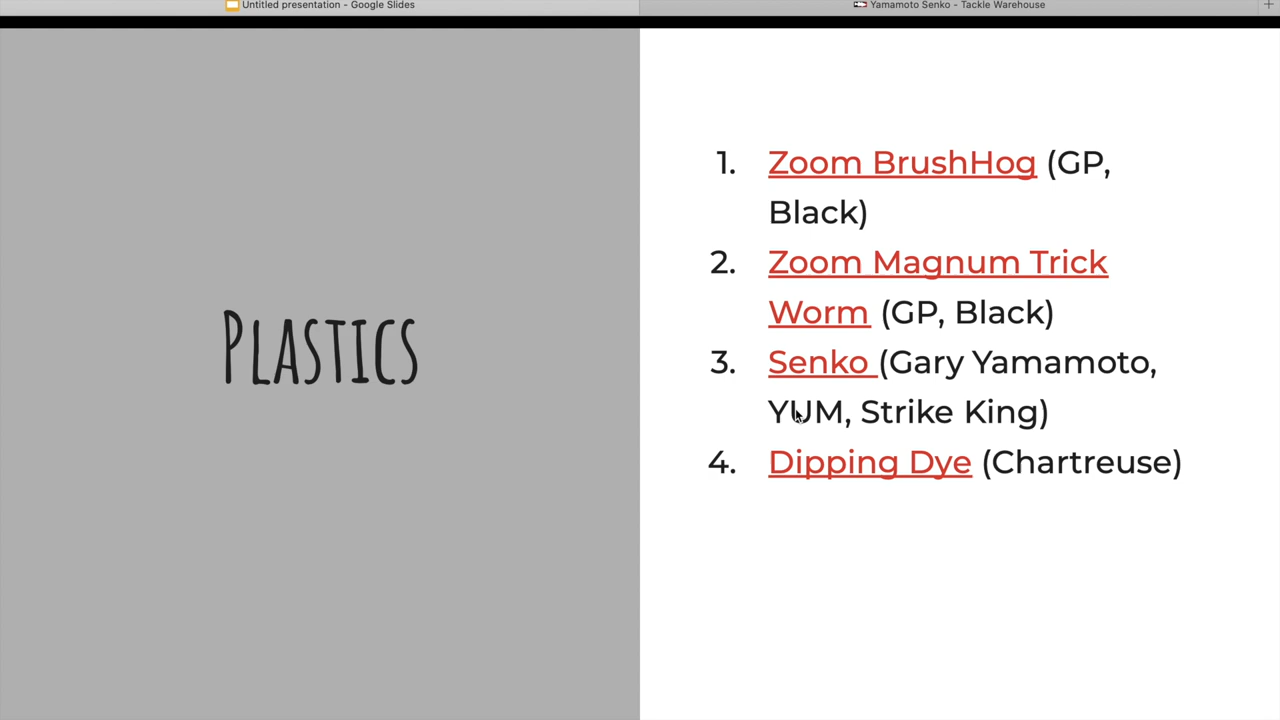 Untitled presentation - Google Slides
Yamamoto Senko - Tackle Warehouse
Plastics
1. Zoom BrushHog (GP,
Black)
2. Zoom Magnum Trick
Worm (GP, Black)
3. Senko (Gary Yamamoto,
YUM, Strike King)
4. Dipping Dye (Chartreuse)